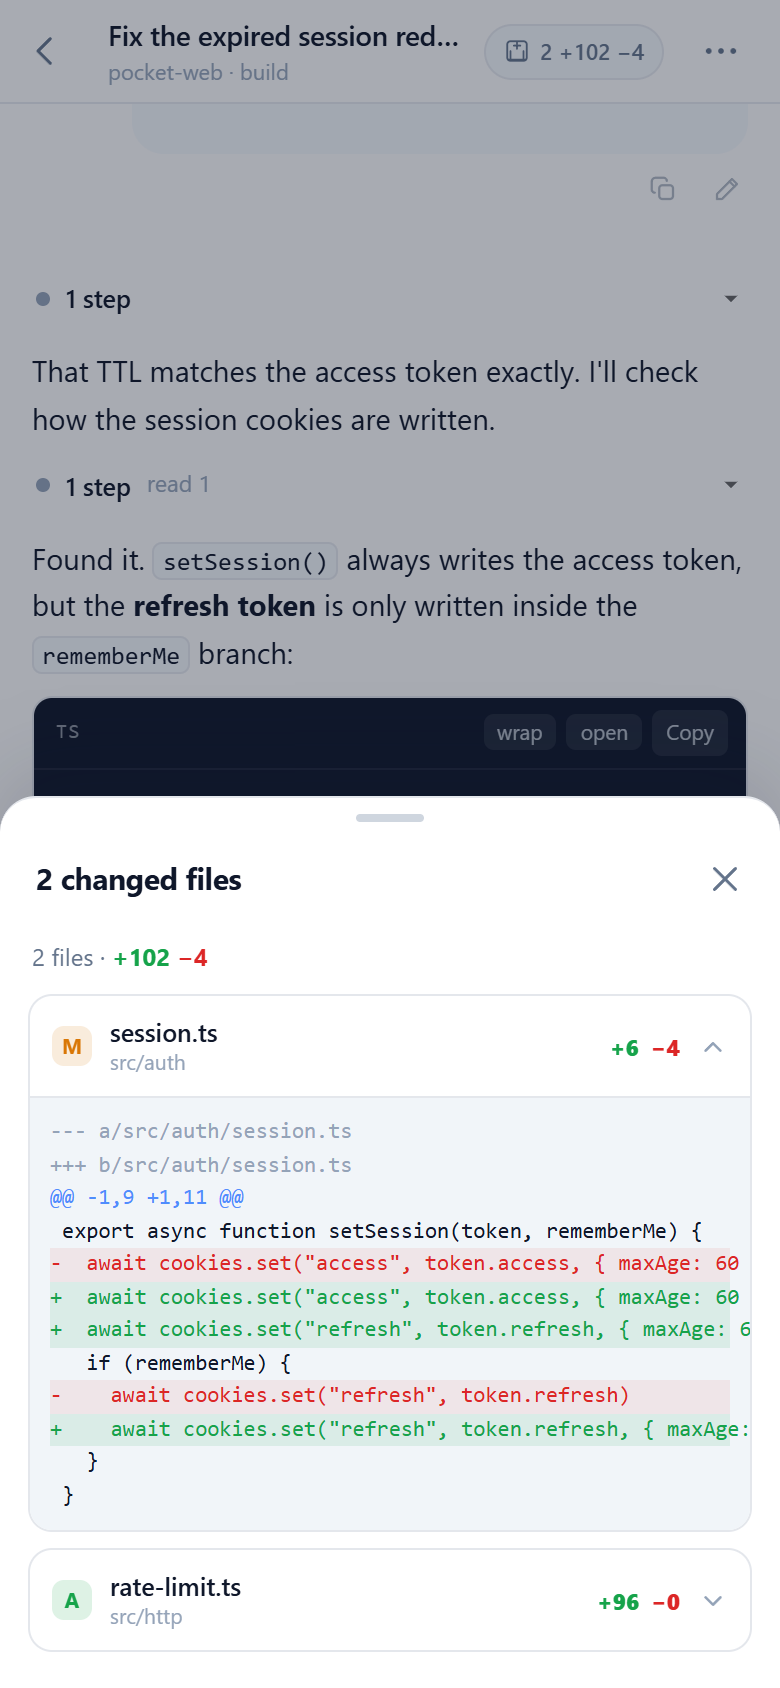 Fix the expired session red...
pocket-web · build
2 +102 −4
1 step
That TTL matches the access token exactly. I'll check
how the session cookies are written.
1 step read 1
Found it. setSession() always writes the access token,
but the refresh token is only written inside the
rememberMe branch:
TS
wrap open Copy
2 changed files
2 files · +102 −4
M session.ts
src/auth
+6 −4
--- a/src/auth/session.ts
+++ b/src/auth/session.ts
@@ -1,9 +1,11 @@
export async function setSession(token, rememberMe) {
-  await cookies.set("access", token.access, { maxAge: 60
+  await cookies.set("access", token.access, { maxAge: 60
+  await cookies.set("refresh", token.refresh, { maxAge: 6
if (rememberMe) {
-    await cookies.set("refresh", token.refresh)
+    await cookies.set("refresh", token.refresh, { maxAge:
}
}
A rate-limit.ts
src/http
+96 −0